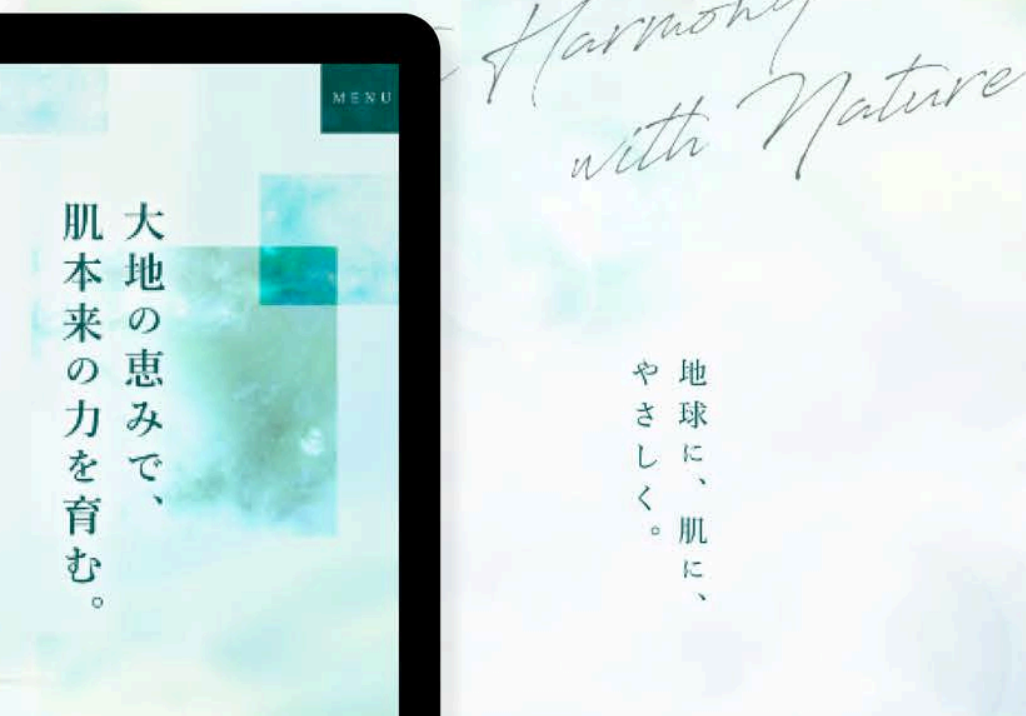 Harmony
with Nature
MENU
大地の恵みで、
肌本来の力を育む。
地球に、肌に、
やさしく。